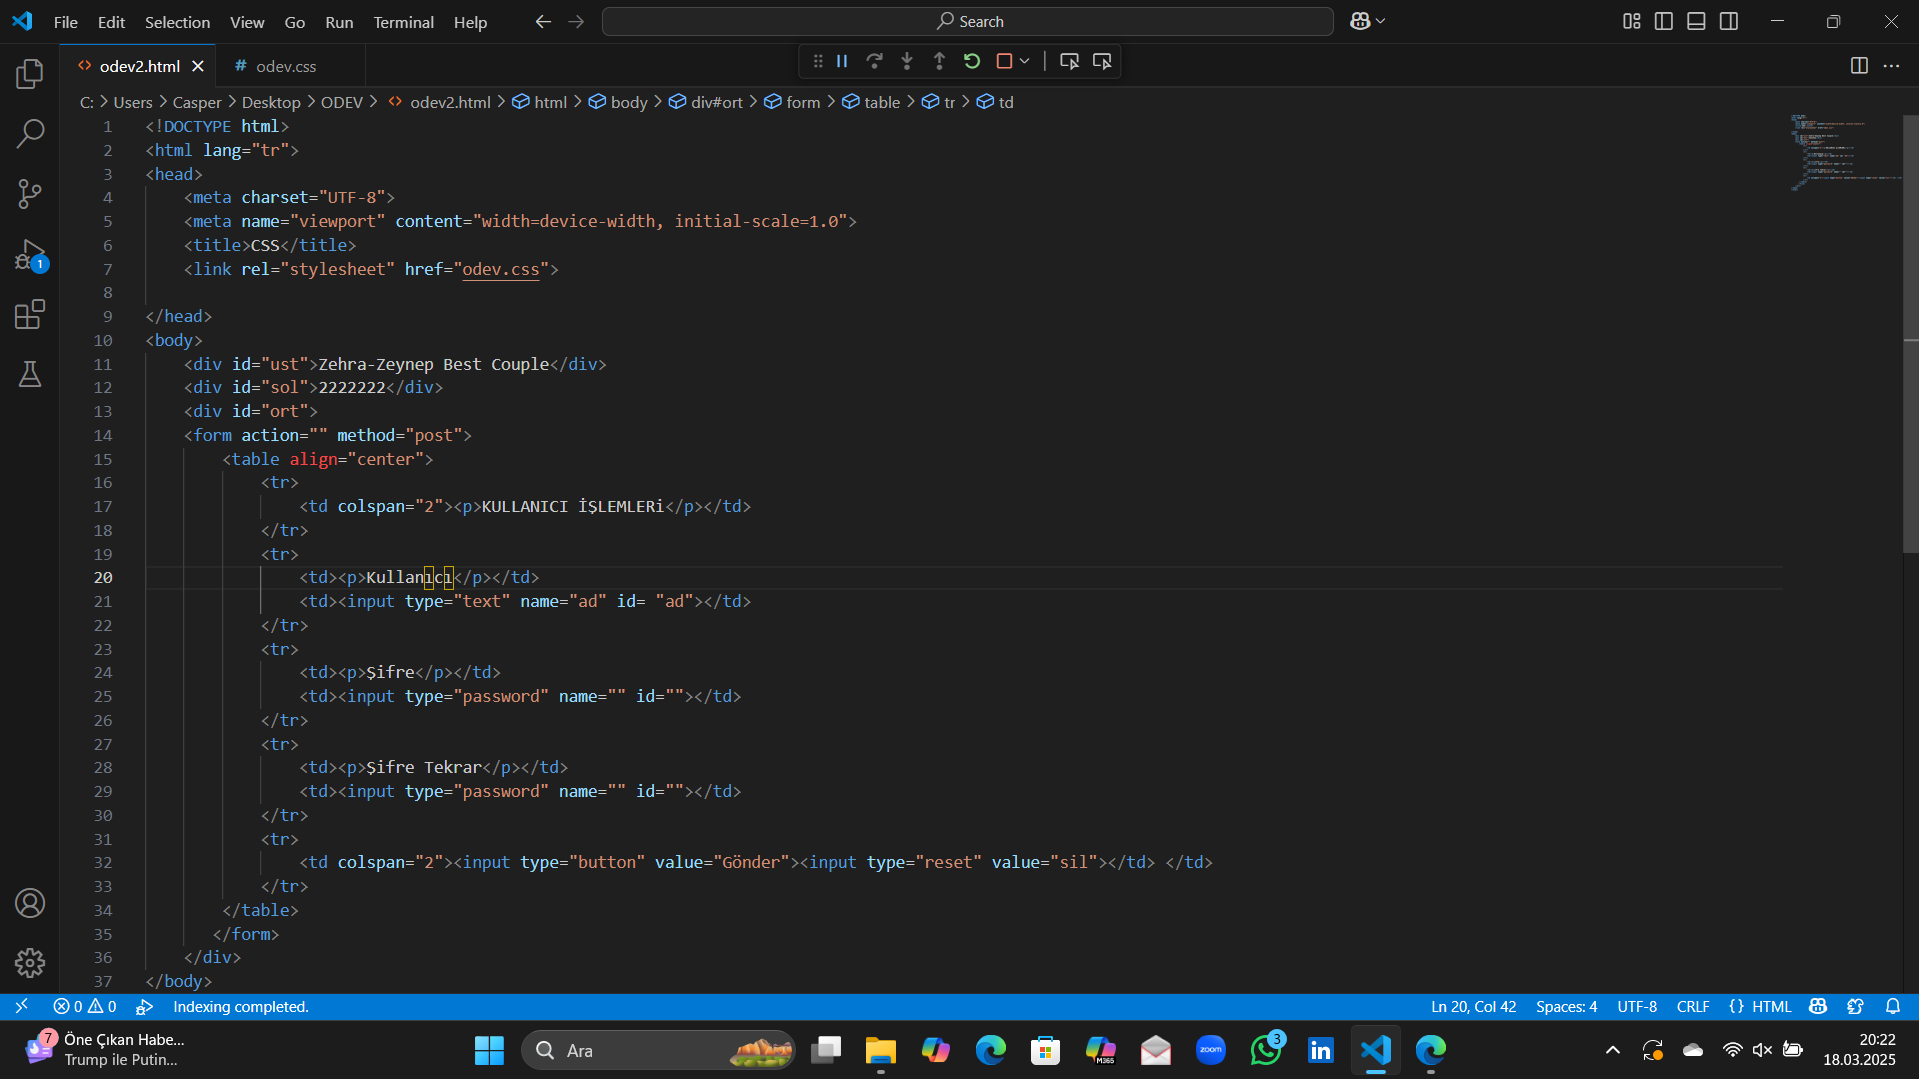 File Edit Selection View Go Run Terminal Help
Search
odev2.html
# odev.css
C: > Users > Casper > Desktop > ODEV > odev2.html > html > body > div#ort > form > table > tr > td
1 <!DOCTYPE html>
2 <html lang="tr">
3 <head>
4 <meta charset="UTF-8">
5 <meta name="viewport" content="width=device-width, initial-scale=1.0">
6 <title>CSS</title>
7 <link rel="stylesheet" href="odev.css">
8
9 </head>
10 <body>
11 <div id="ust">Zehra-Zeynep Best Couple</div>
12 <div id="sol">2222222</div>
13 <div id="ort">
14 <form action="" method="post">
15 <table align="center">
16 <tr>
17 <td colspan="2"><p>KULLANICI İŞLEMLERi</p></td>
18 </tr>
19 <tr>
20 <td><p>Kullanıcı</p></td>
21 <td><input type="text" name="ad" id= "ad"></td>
22 </tr>
23 <tr>
24 <td><p>Şifre</p></td>
25 <td><input type="password" name="" id=""></td>
26 </tr>
27 <tr>
28 <td><p>Şifre Tekrar</p></td>
29 <td><input type="password" name="" id=""></td>
30 </tr>
31 <tr>
32 <td colspan="2"><input type="button" value="Gönder"><input type="reset" value="sil"></td> </td>
33 </tr>
34 </table>
35 </form>
36 </div>
37 </body>
1
0 0 Indexing completed.
Ln 20, Col 42 Spaces: 4 UTF-8 CRLF {} HTML
7
Öne Çıkan Habe...
Trump ile Putin...
Ara
M365
zoom
3
in
20:22
18.03.2025